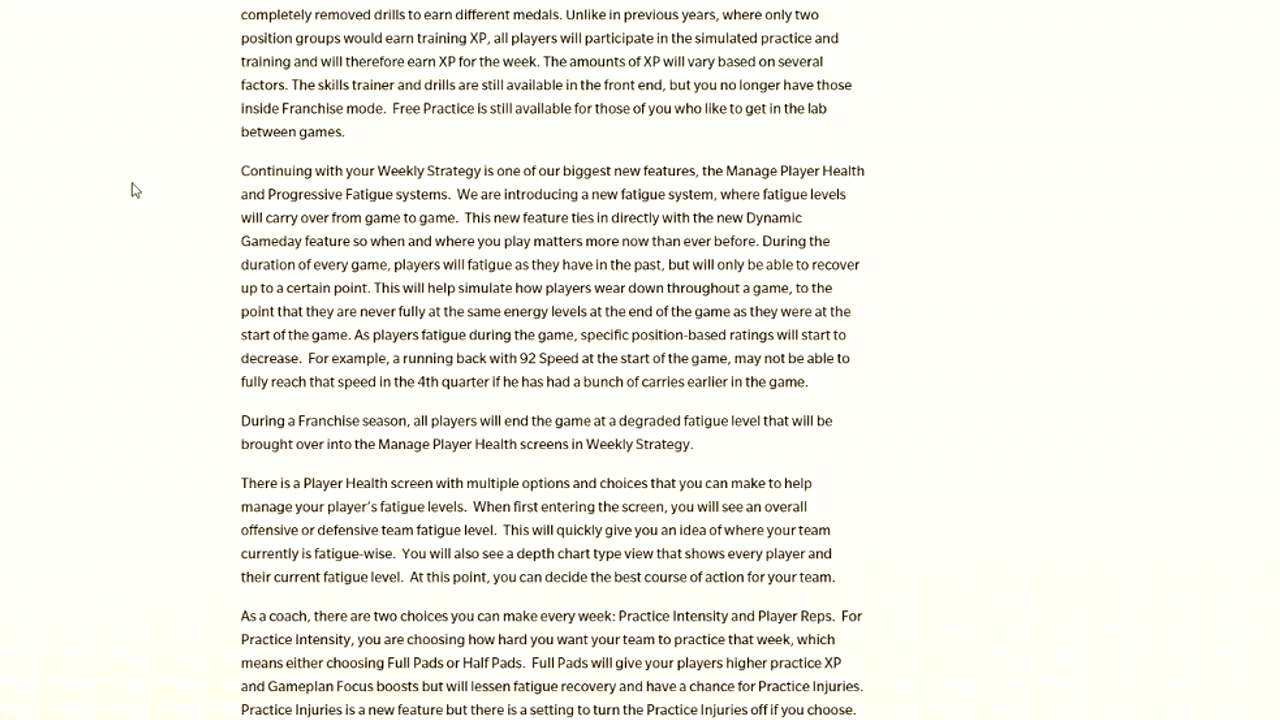 completely removed drills to earn different medals. Unlike in previous years, where only two
position groups would earn training XP, all players will participate in the simulated practice and
training and will therefore earn XP for the week. The amounts of XP will vary based on several
factors. The skills trainer and drills are still available in the front end, but you no longer have those
inside Franchise mode.  Free Practice is still available for those of you who like to get in the lab
between games.
Continuing with your Weekly Strategy is one of our biggest new features, the Manage Player Health
and Progressive Fatigue systems.  We are introducing a new fatigue system, where fatigue levels
will carry over from game to game.  This new feature ties in directly with the new Dynamic
Gameday feature so when and where you play matters more now than ever before. During the
duration of every game, players will fatigue as they have in the past, but will only be able to recover
up to a certain point. This will help simulate how players wear down throughout a game, to the
point that they are never fully at the same energy levels at the end of the game as they were at the
start of the game. As players fatigue during the game, specific position-based ratings will start to
decrease.  For example, a running back with 92 Speed at the start of the game, may not be able to
fully reach that speed in the 4th quarter if he has had a bunch of carries earlier in the game.
During a Franchise season, all players will end the game at a degraded fatigue level that will be
brought over into the Manage Player Health screens in Weekly Strategy.
There is a Player Health screen with multiple options and choices that you can make to help
manage your player's fatigue levels.  When first entering the screen, you will see an overall
offensive or defensive team fatigue level.  This will quickly give you an idea of where your team
currently is fatigue-wise.  You will also see a depth chart type view that shows every player and
their current fatigue level.  At this point, you can decide the best course of action for your team.
As a coach, there are two choices you can make every week: Practice Intensity and Player Reps.  For
Practice Intensity, you are choosing how hard you want your team to practice that week, which
means either choosing Full Pads or Half Pads.  Full Pads will give your players higher practice XP
and Gameplan Focus boosts but will lessen fatigue recovery and have a chance for Practice Injuries.
Practice Injuries is a new feature but there is a setting to turn the Practice Injuries off if you choose.